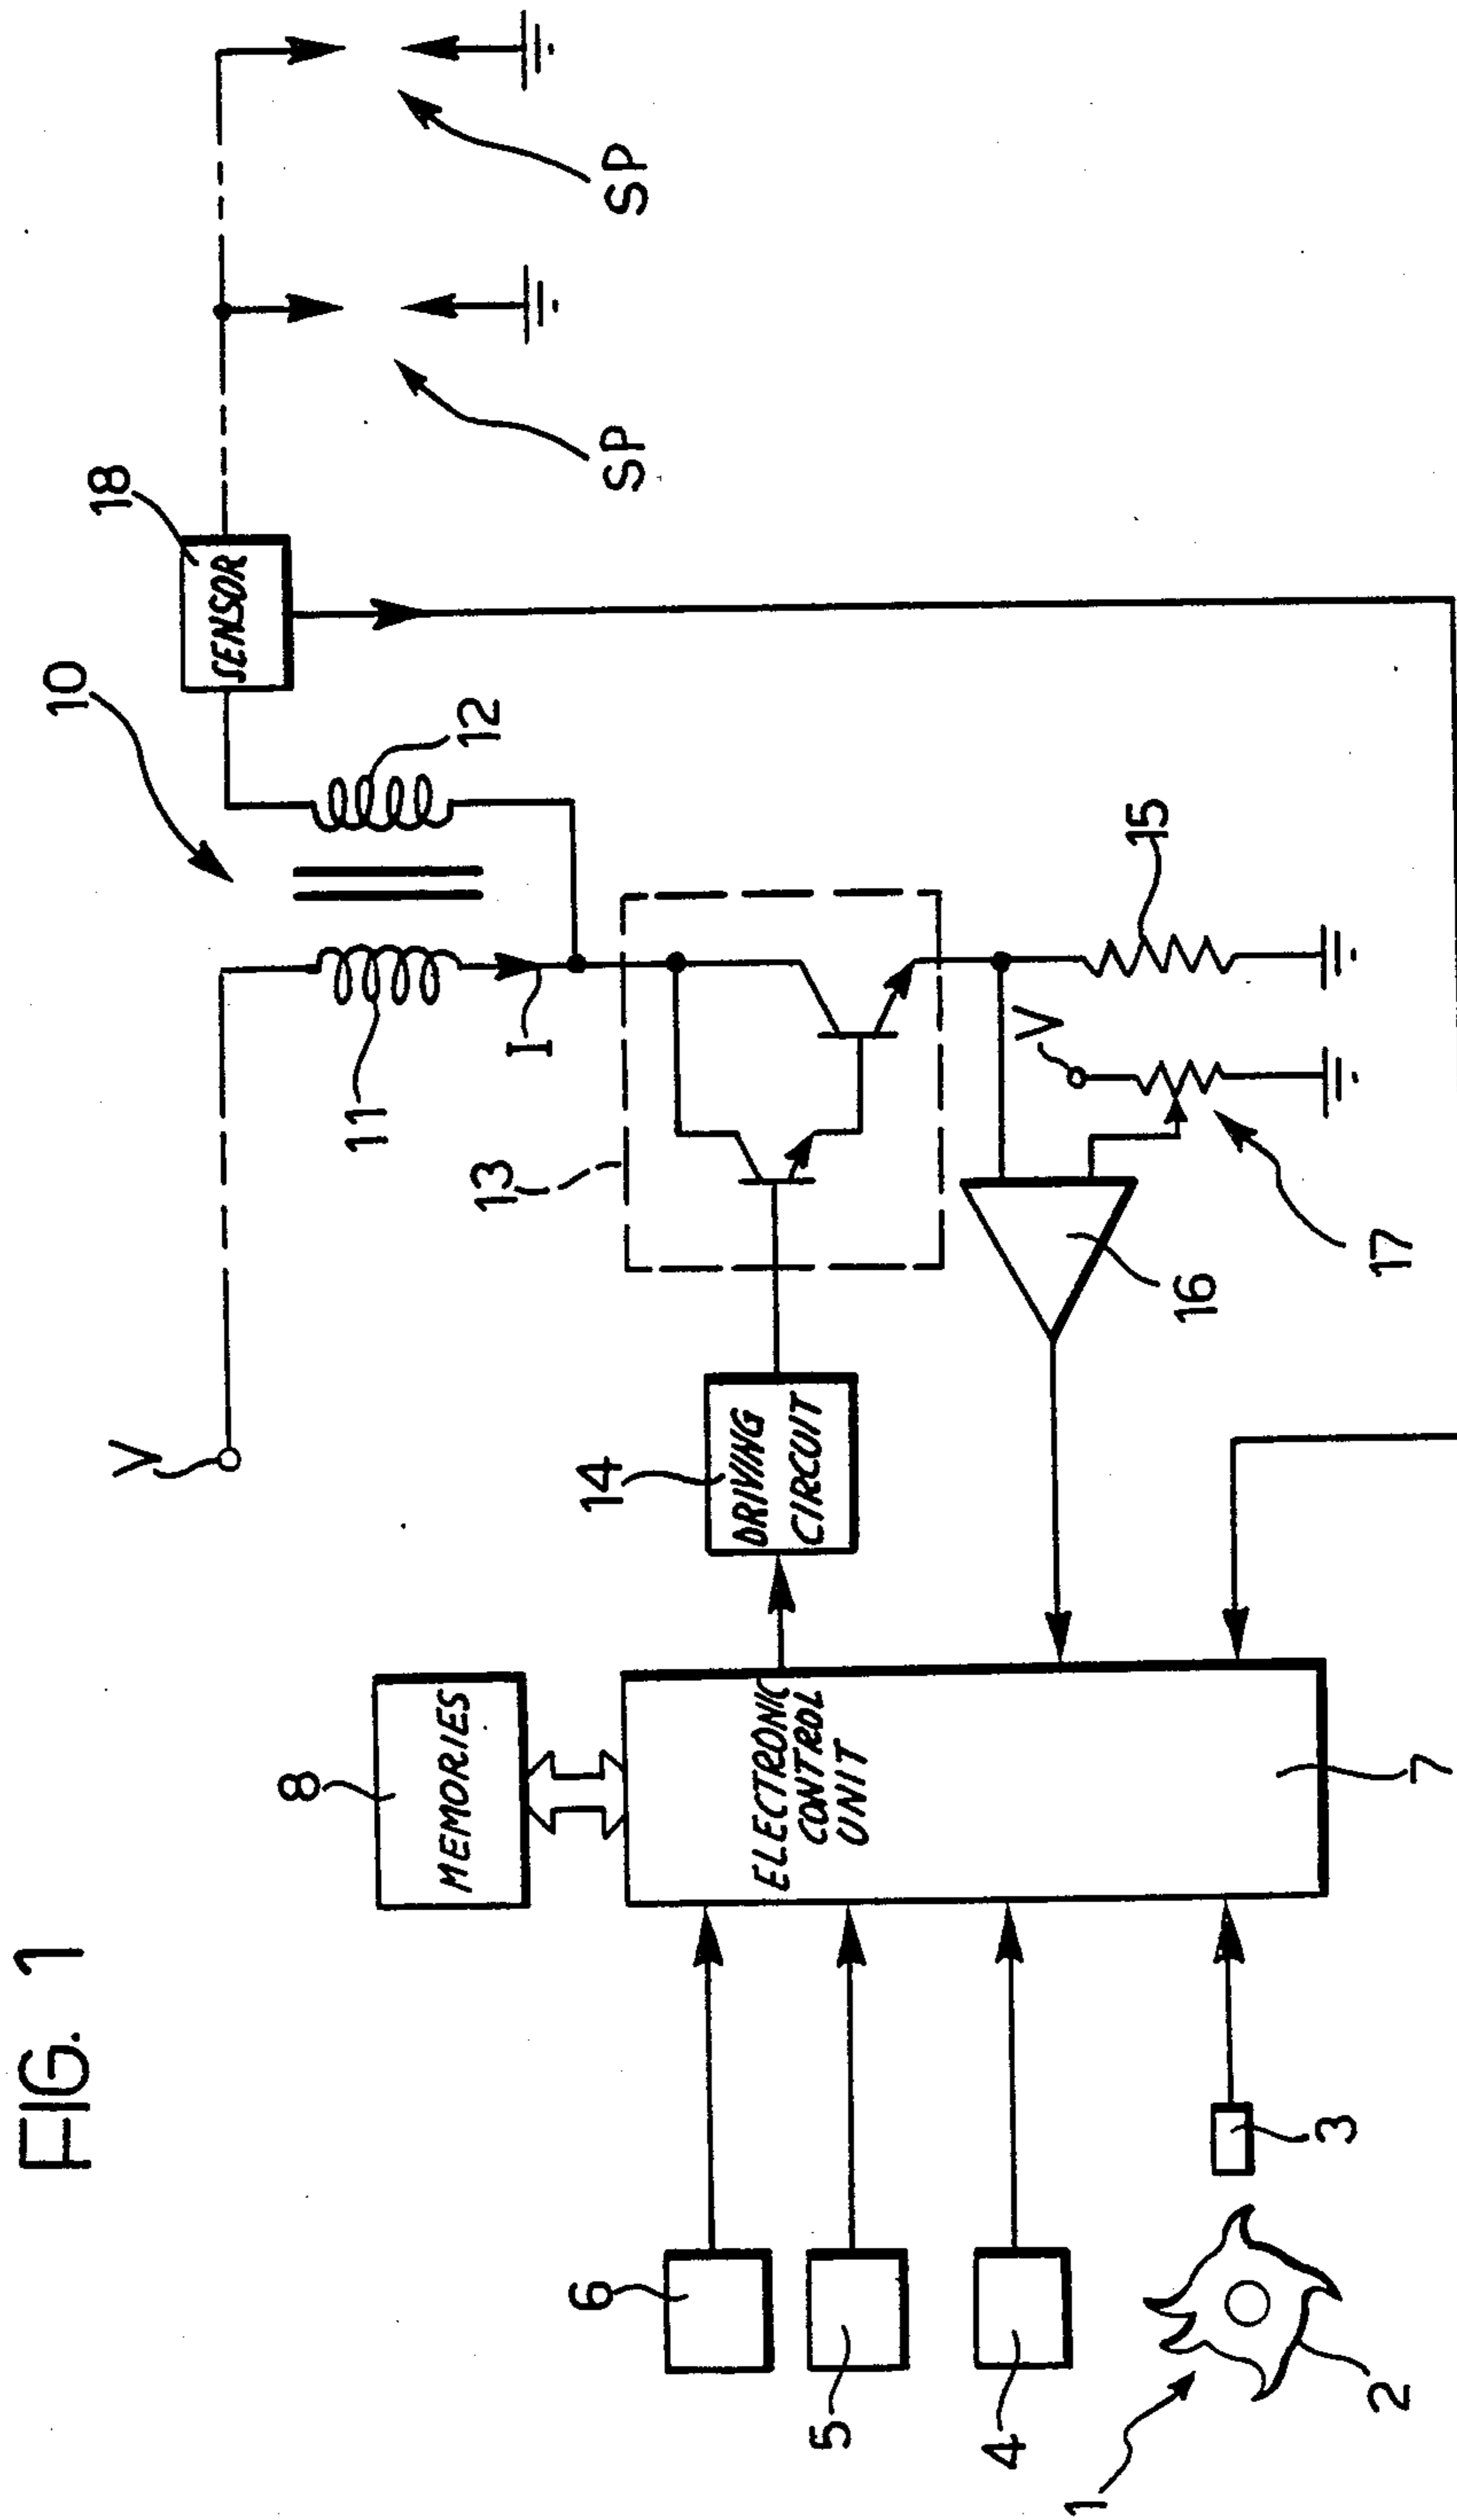 FIG. 1
V
10
18
SENSOR
11
12
I
SP
SP
8
MEMORIES
14
DRIVING
CIRCUIT
13
V
15
16
17
6
5
4
ELECTRONIC
CONTROL
UNIT
7
3
1
2